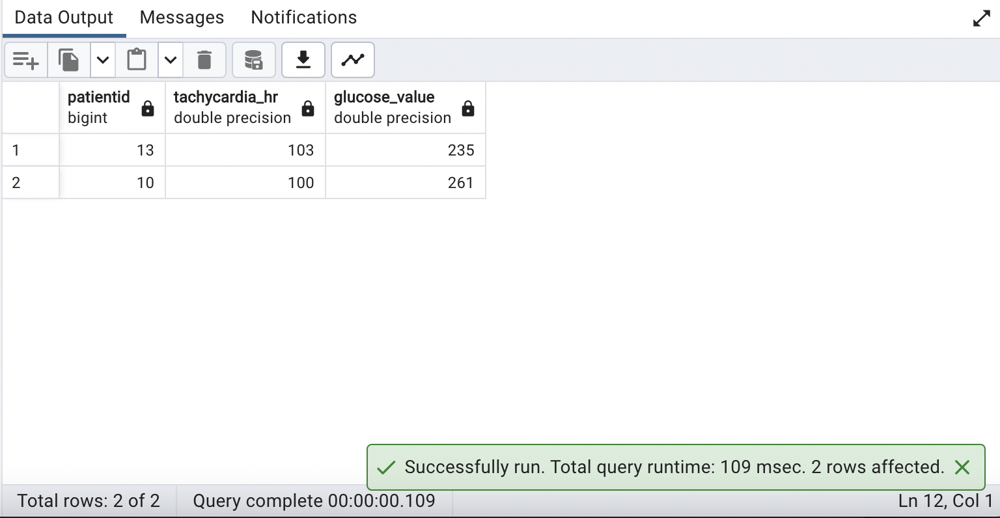 Data Output Messages Notifications
patientid tachycardia_hr glucose_value
bigint double precision double precision
1 13 103 235
2 10 100 261
Successfully run. Total query runtime: 109 msec. 2 rows affected.
Total rows: 2 of 2 Query complete 00:00:00.109 Ln 12, Col 1